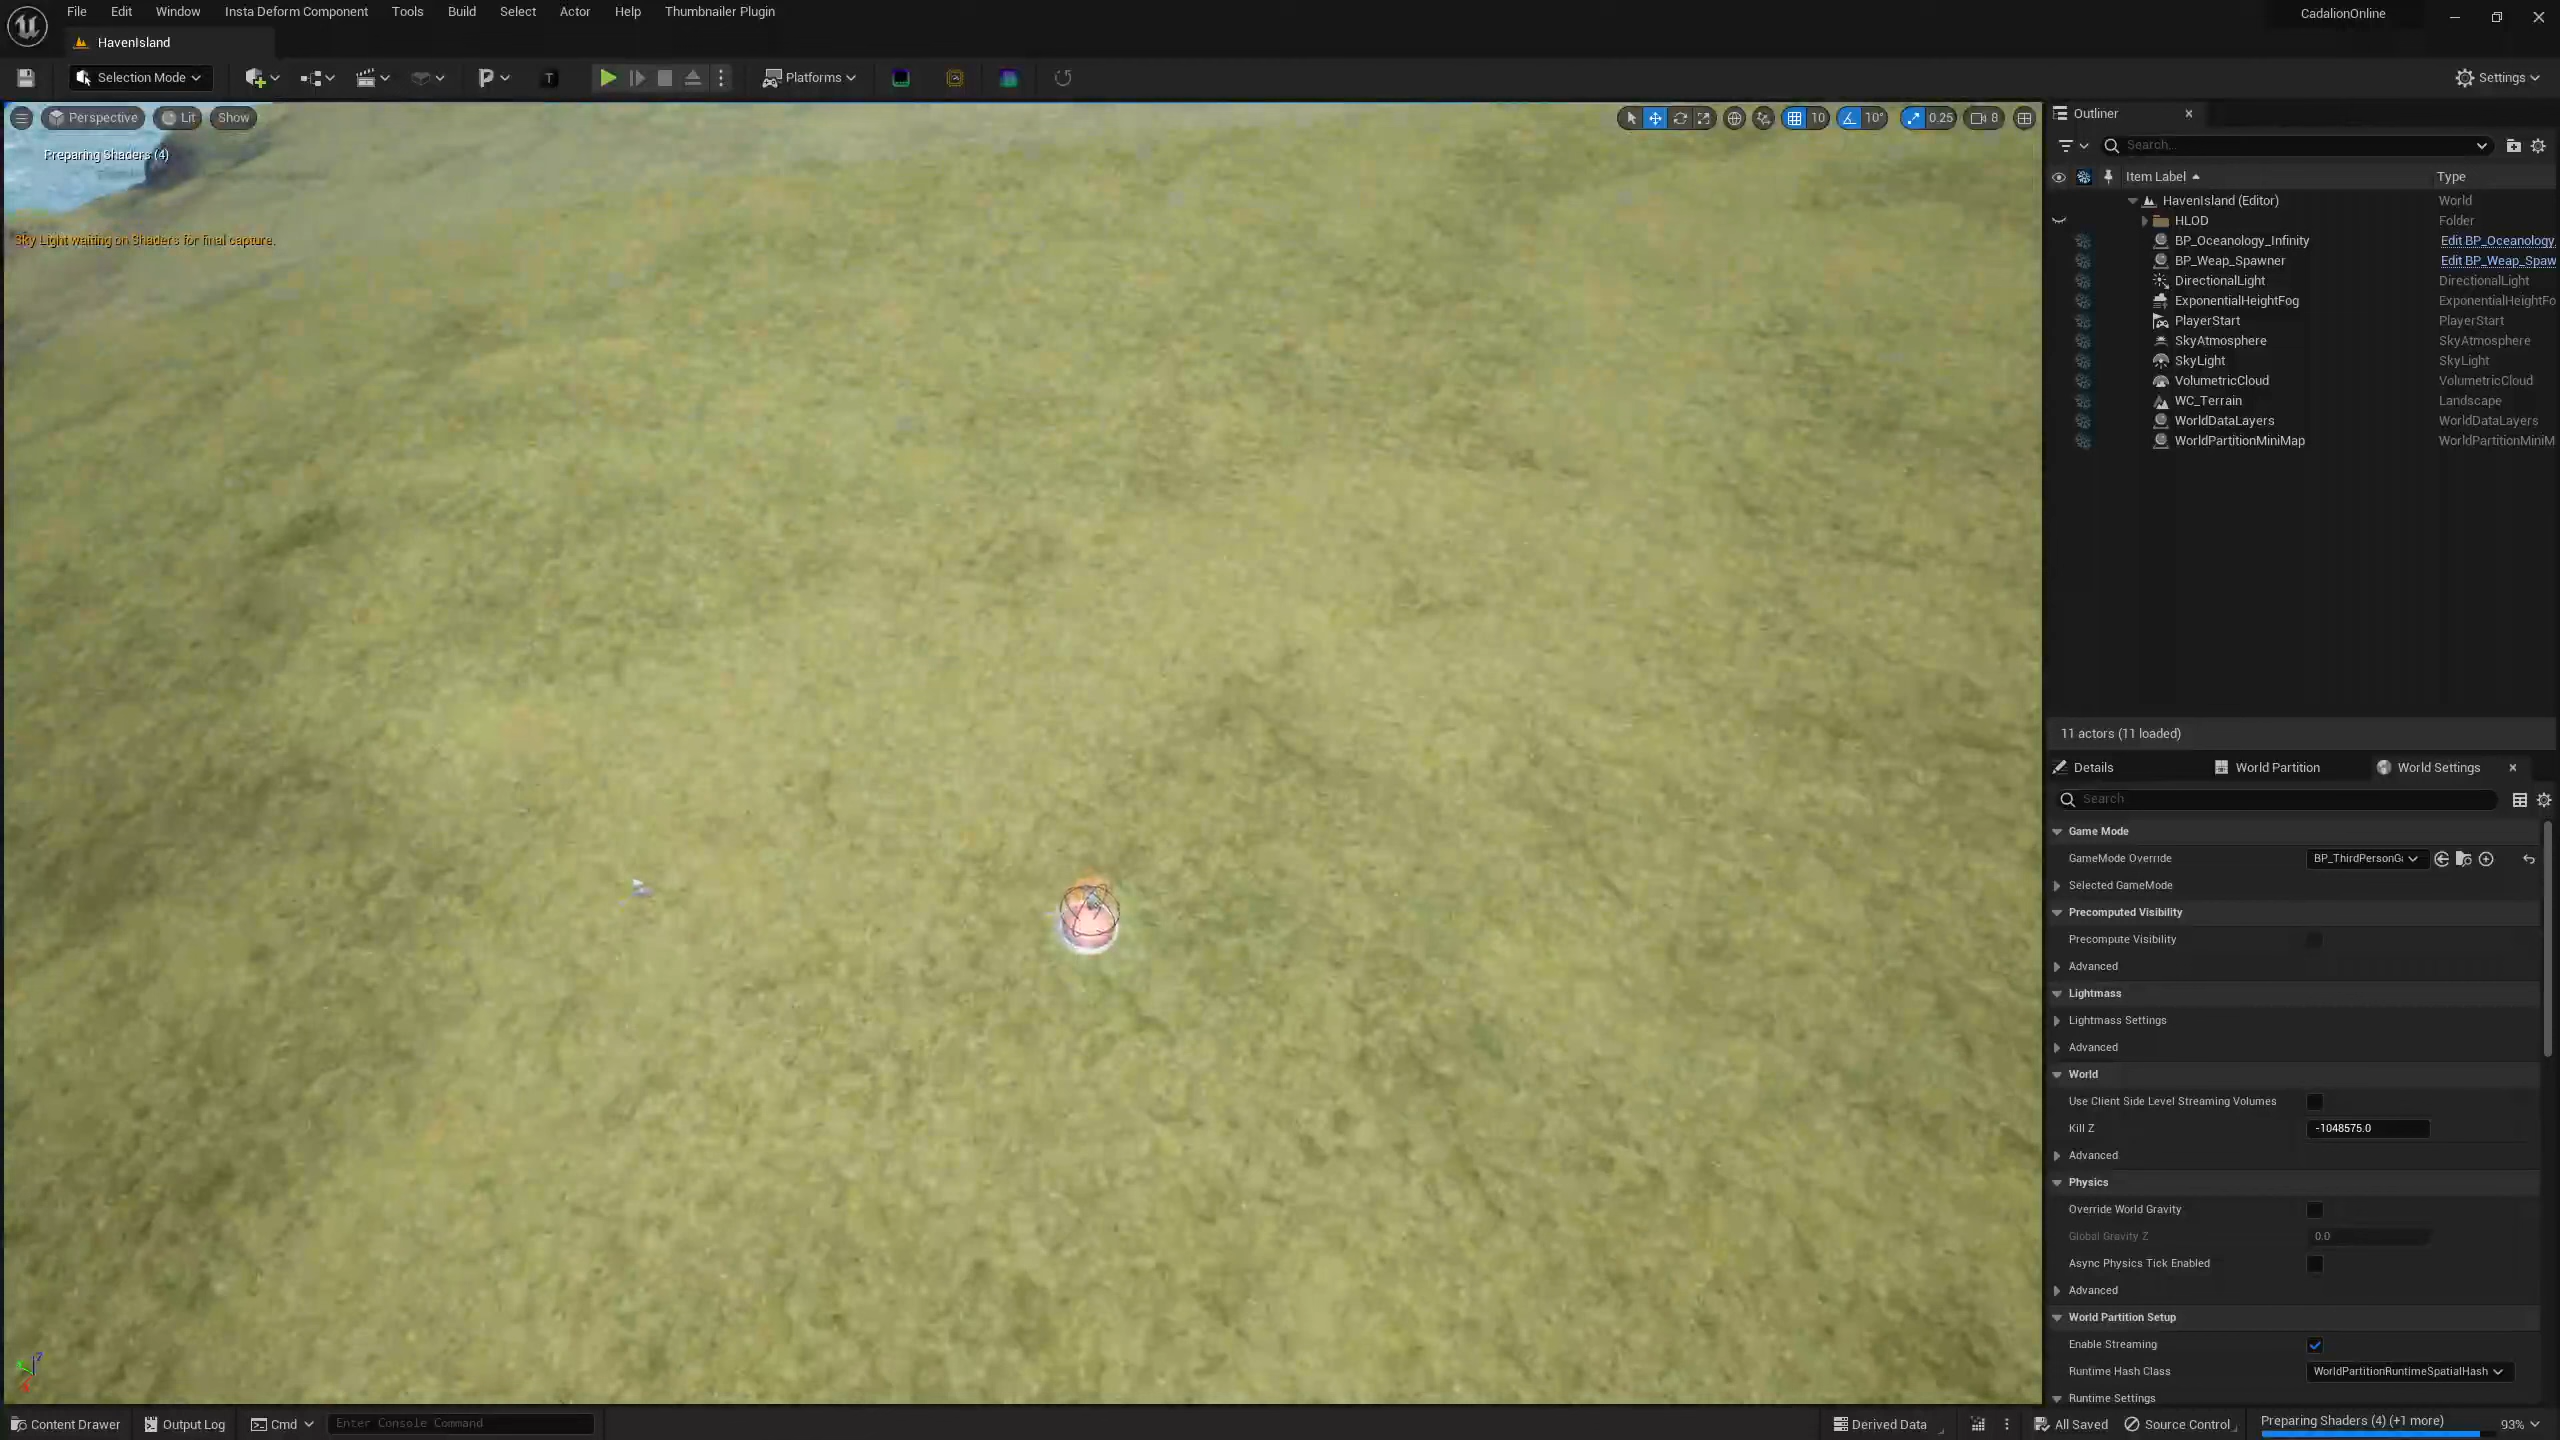 File Edit Window Insta Deform Component Tools Build Select Actor Help Thumbnailer Plugin
CadalionOnline
HavenIsland
Selection Mode
Platforms
Settings
Perspective Lit Show
10 10° 0.25 8
Preparing Shaders (4)
Sky Light waiting on Shaders for final capture.
Outliner
Search...
Item Label Type
HavenIsland (Editor) World
HLOD Folder
BP_Oceanology_Infinity Edit BP_Oceanology_
BP_Weap_Spawner Edit BP_Weap_Spaw
DirectionalLight DirectionalLight
ExponentialHeightFog ExponentialHeightFo
PlayerStart PlayerStart
SkyAtmosphere SkyAtmosphere
SkyLight SkyLight
VolumetricCloud VolumetricCloud
WC_Terrain Landscape
WorldDataLayers WorldDataLayers
WorldPartitionMiniMap WorldPartitionMiniM
11 actors (11 loaded)
Details World Partition World Settings
Search
Game Mode
GameMode Override BP_ThirdPersonGa
Selected GameMode
Precomputed Visibility
Precompute Visibility
Advanced
Lightmass
Lightmass Settings
Advanced
World
Use Client Side Level Streaming Volumes
Kill Z -1048575.0
Advanced
Physics
Override World Gravity
Global Gravity Z 0.0
Async Physics Tick Enabled
Advanced
World Partition Setup
Enable Streaming
Runtime Hash Class WorldPartitionRuntimeSpatialHash
Runtime Settings
Content Drawer Output Log Cmd Enter Console Command
Derived Data All Saved Source Control Preparing Shaders (4) (+1 more) 93%